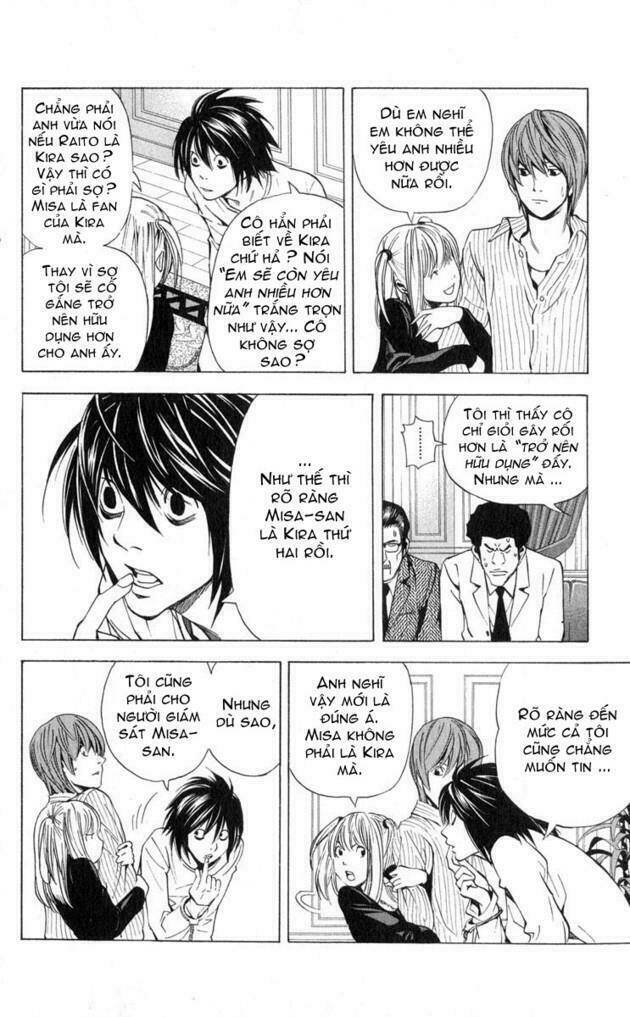 DÙ EM NGHĨ
EM KHÔNG THỂ
YÊU ANH NHIỀU
HƠN ĐƯỢC
NỮA RỒI.
CÔ HẲN PHẢI
BIẾT VỀ KIRA
CHỨ HẢ? NÓI
“EM SẼ CÒN YÊU
ANH NHIỀU HƠN
NỮA” TRẮNG TRỢN
NHƯ VẬY... CÔ
KHÔNG SỢ
SAO?
CHẲNG PHẢI
ANH VỪA NÓI
NẾU RAITO LÀ
KIRA SAO?
VẬY THÌ CÓ
GÌ PHẢI SỢ?
MISA LÀ FAN
CỦA KIRA
MÀ.
THAY VÌ SỢ
TÔI SẼ CỐ
GẮNG TRỞ
NÊN HỮU
DỤNG HƠN
CHO ANH ẤY.
TÔI THÌ THẤY CÔ
CHỈ GIỎI GÂY RỐI
HƠN LÀ “TRỞ NÊN
HỮU DỤNG” ĐẤY.
NHƯNG MÀ ...
........
...
NHƯ THẾ THÌ
RÕ RÀNG
MISA-SAN
LÀ KIRA THỨ
HAI RỒI.
RÕ RÀNG ĐẾN
MỨC CẢ TÔI
CŨNG CHẲNG
MUỐN TIN ...
ANH NGHĨ
VẬY MỚI LÀ
ĐÚNG Á.
MISA KHÔNG
PHẢI LÀ KIRA
MÀ.
NHƯNG
DÙ SAO,
TÔI CŨNG
PHẢI CHO
NGƯỜI GIÁM
SÁT MISA-
SAN.